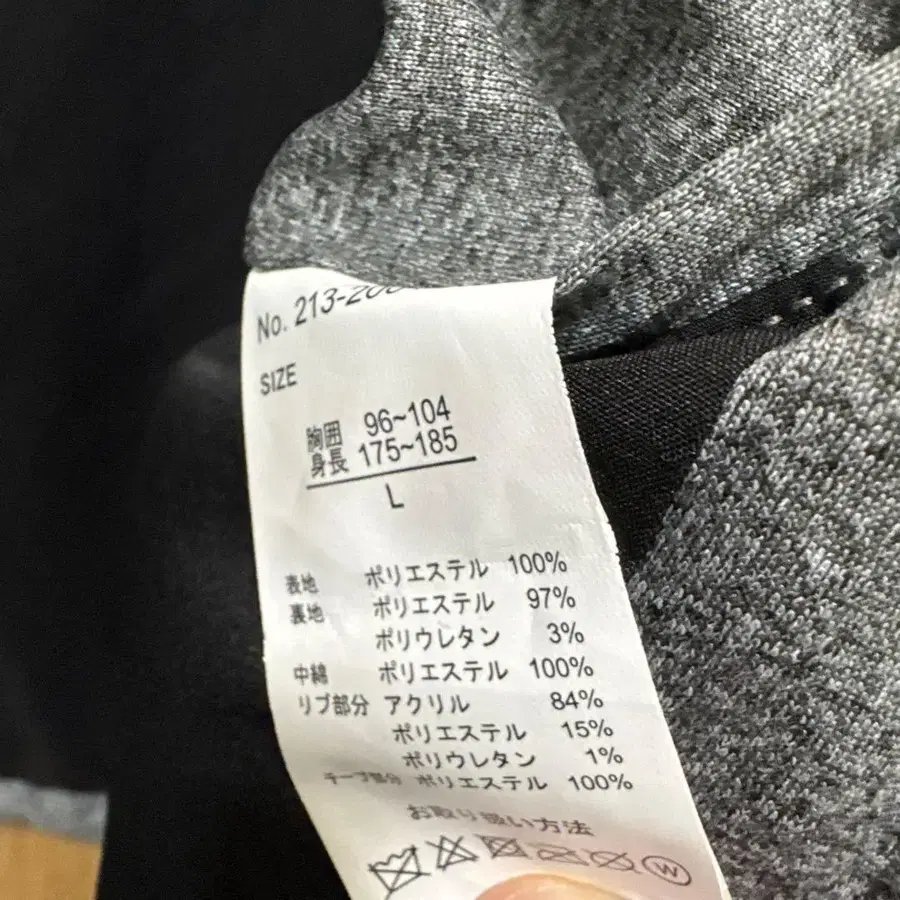 No. 213-200
SIZE
胸囲 96~104
身長 175~185
L
表地 ポリエステル 100%
裏地 ポリエステル 97%
ポリウレタン 3%
中綿 ポリエステル 100%
リブ部分 アクリル 84%
ポリエステル 15%
ポリウレタン 1%
テープ部分 ポリエステル 100%
お取り扱い方法
W